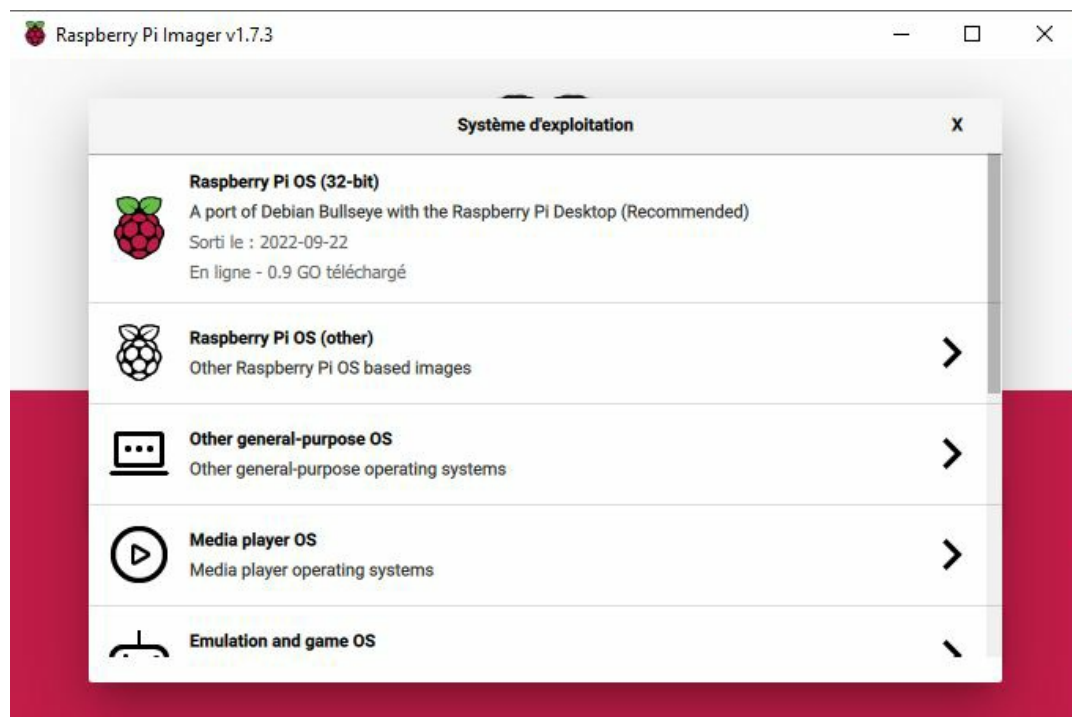 Raspberry Pi Imager v1.7.3
Système d'exploitation
X
Raspberry Pi OS (32-bit)
A port of Debian Bullseye with the Raspberry Pi Desktop (Recommended)
Sorti le : 2022-09-22
En ligne - 0.9 GO téléchargé
Raspberry Pi OS (other)
Other Raspberry Pi OS based images
Other general-purpose OS
Other general-purpose operating systems
Media player OS
Media player operating systems
Emulation and game OS